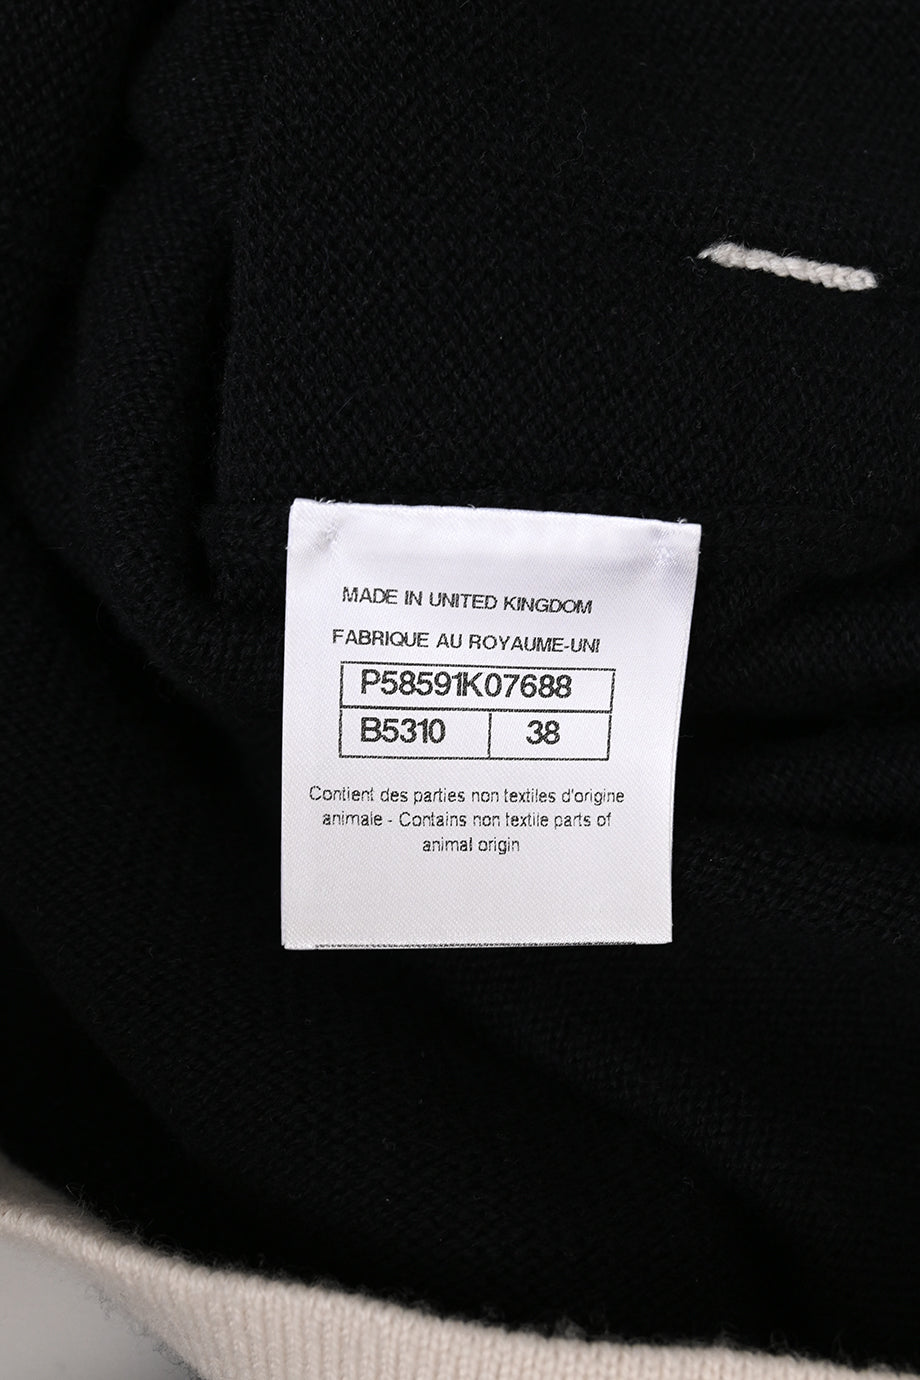 MADE IN UNITED KINGDOM
FABRIQUE AU ROYAUME-UNI
P58591K07688
B5310 38
Contient des parties non textiles d'origine
animale - Contains non textile parts of
animal origin